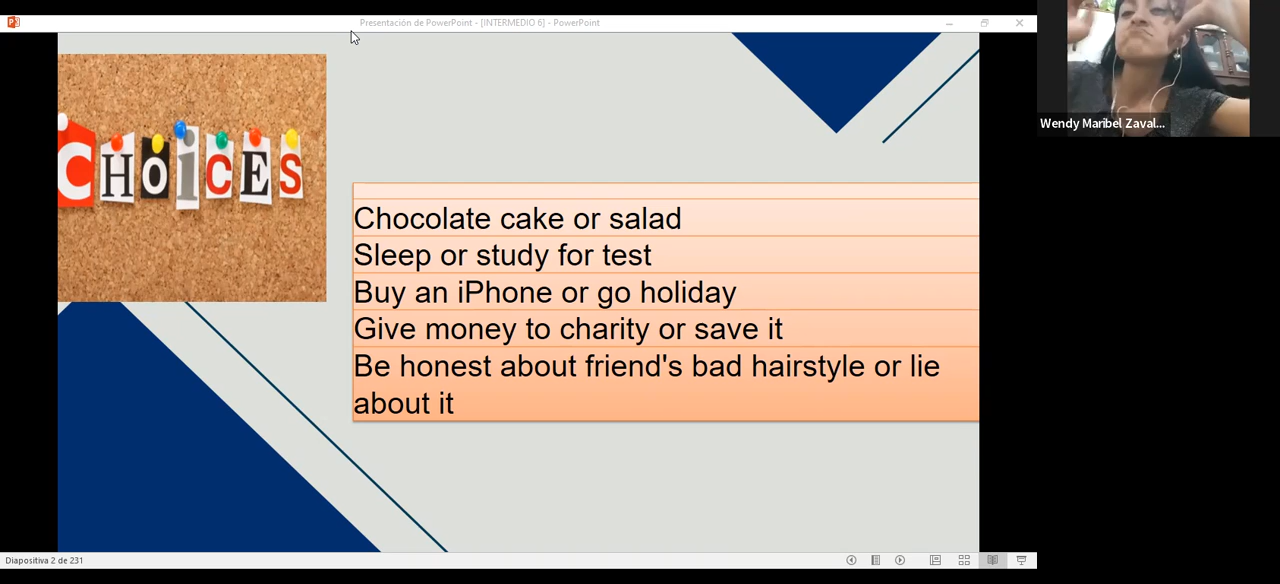 Presentación de PowerPoint - [INTERMEDIO 6] - PowerPoint
CHOiCES
Chocolate cake or salad
Sleep or study for test
Buy an iPhone or go holiday
Give money to charity or save it
Be honest about friend's bad hairstyle or lie
about it
Wendy Maribel Zaval...
Diapositiva 2 de 231